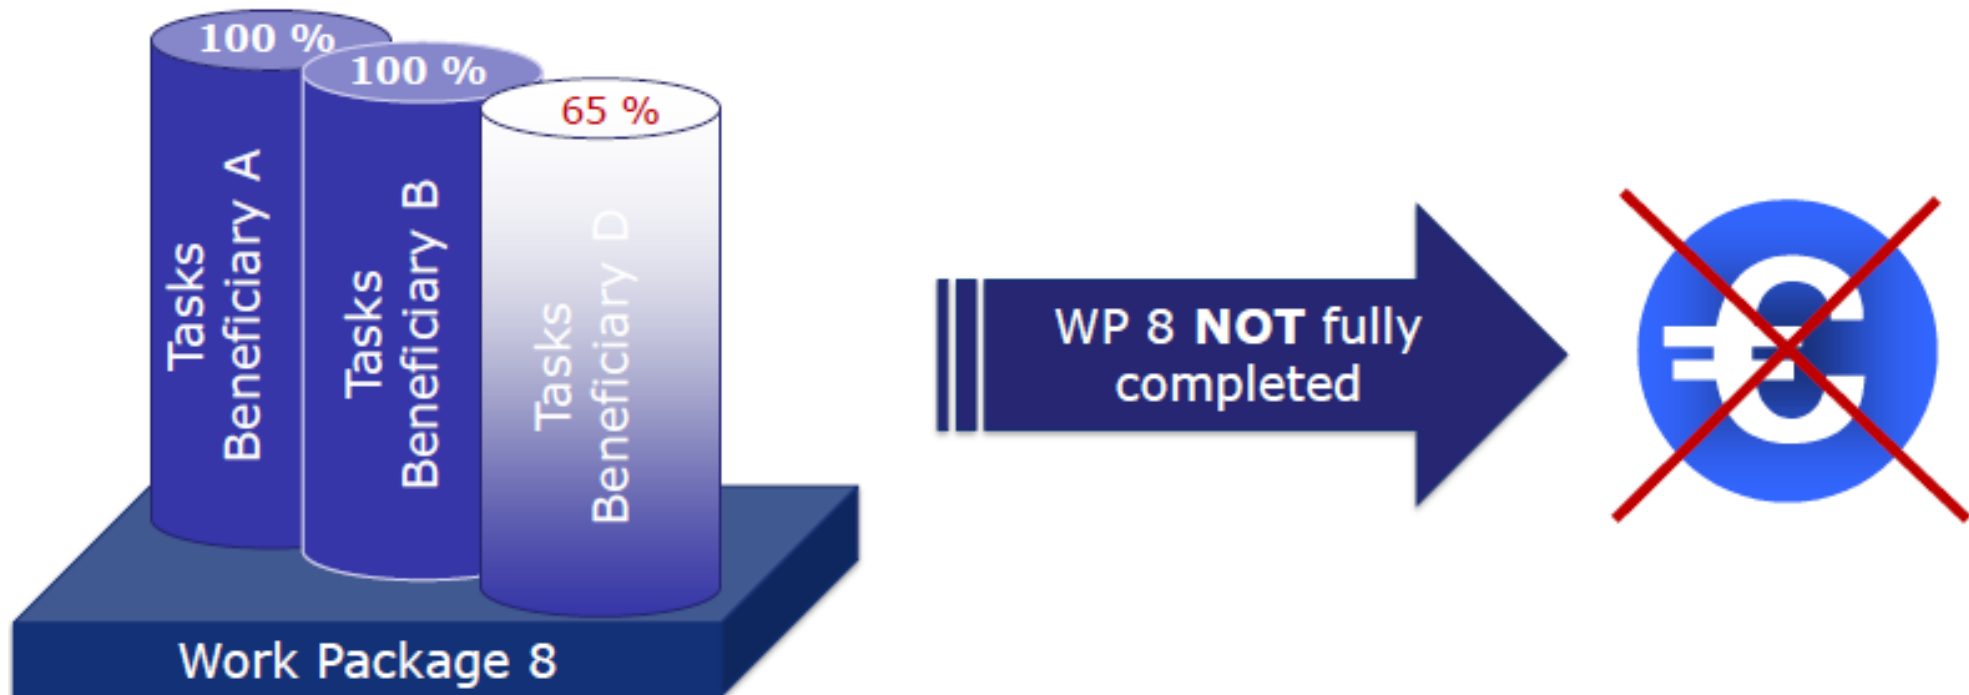 100 %
100 %
65 %
Tasks
Beneficiary A
Tasks
Beneficiary B
Tasks
Beneficiary D
Work Package 8
WP 8 NOT fully
completed
€